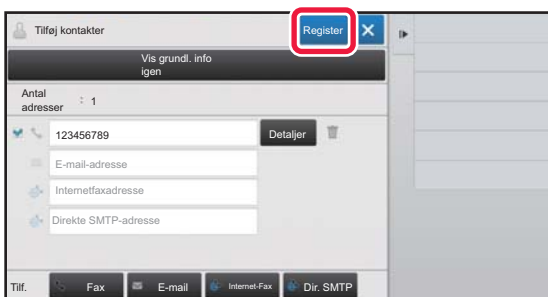 Tilføj kontakter
Register
Vis grundl. info
igen
Antal
adresser : 1
123456789
Detaljer
E-mail-adresse
Internetfaxadresse
Direkte SMTP-adresse
Tilf.
Fax
E-mail
Internet-Fax
Dir. SMTP